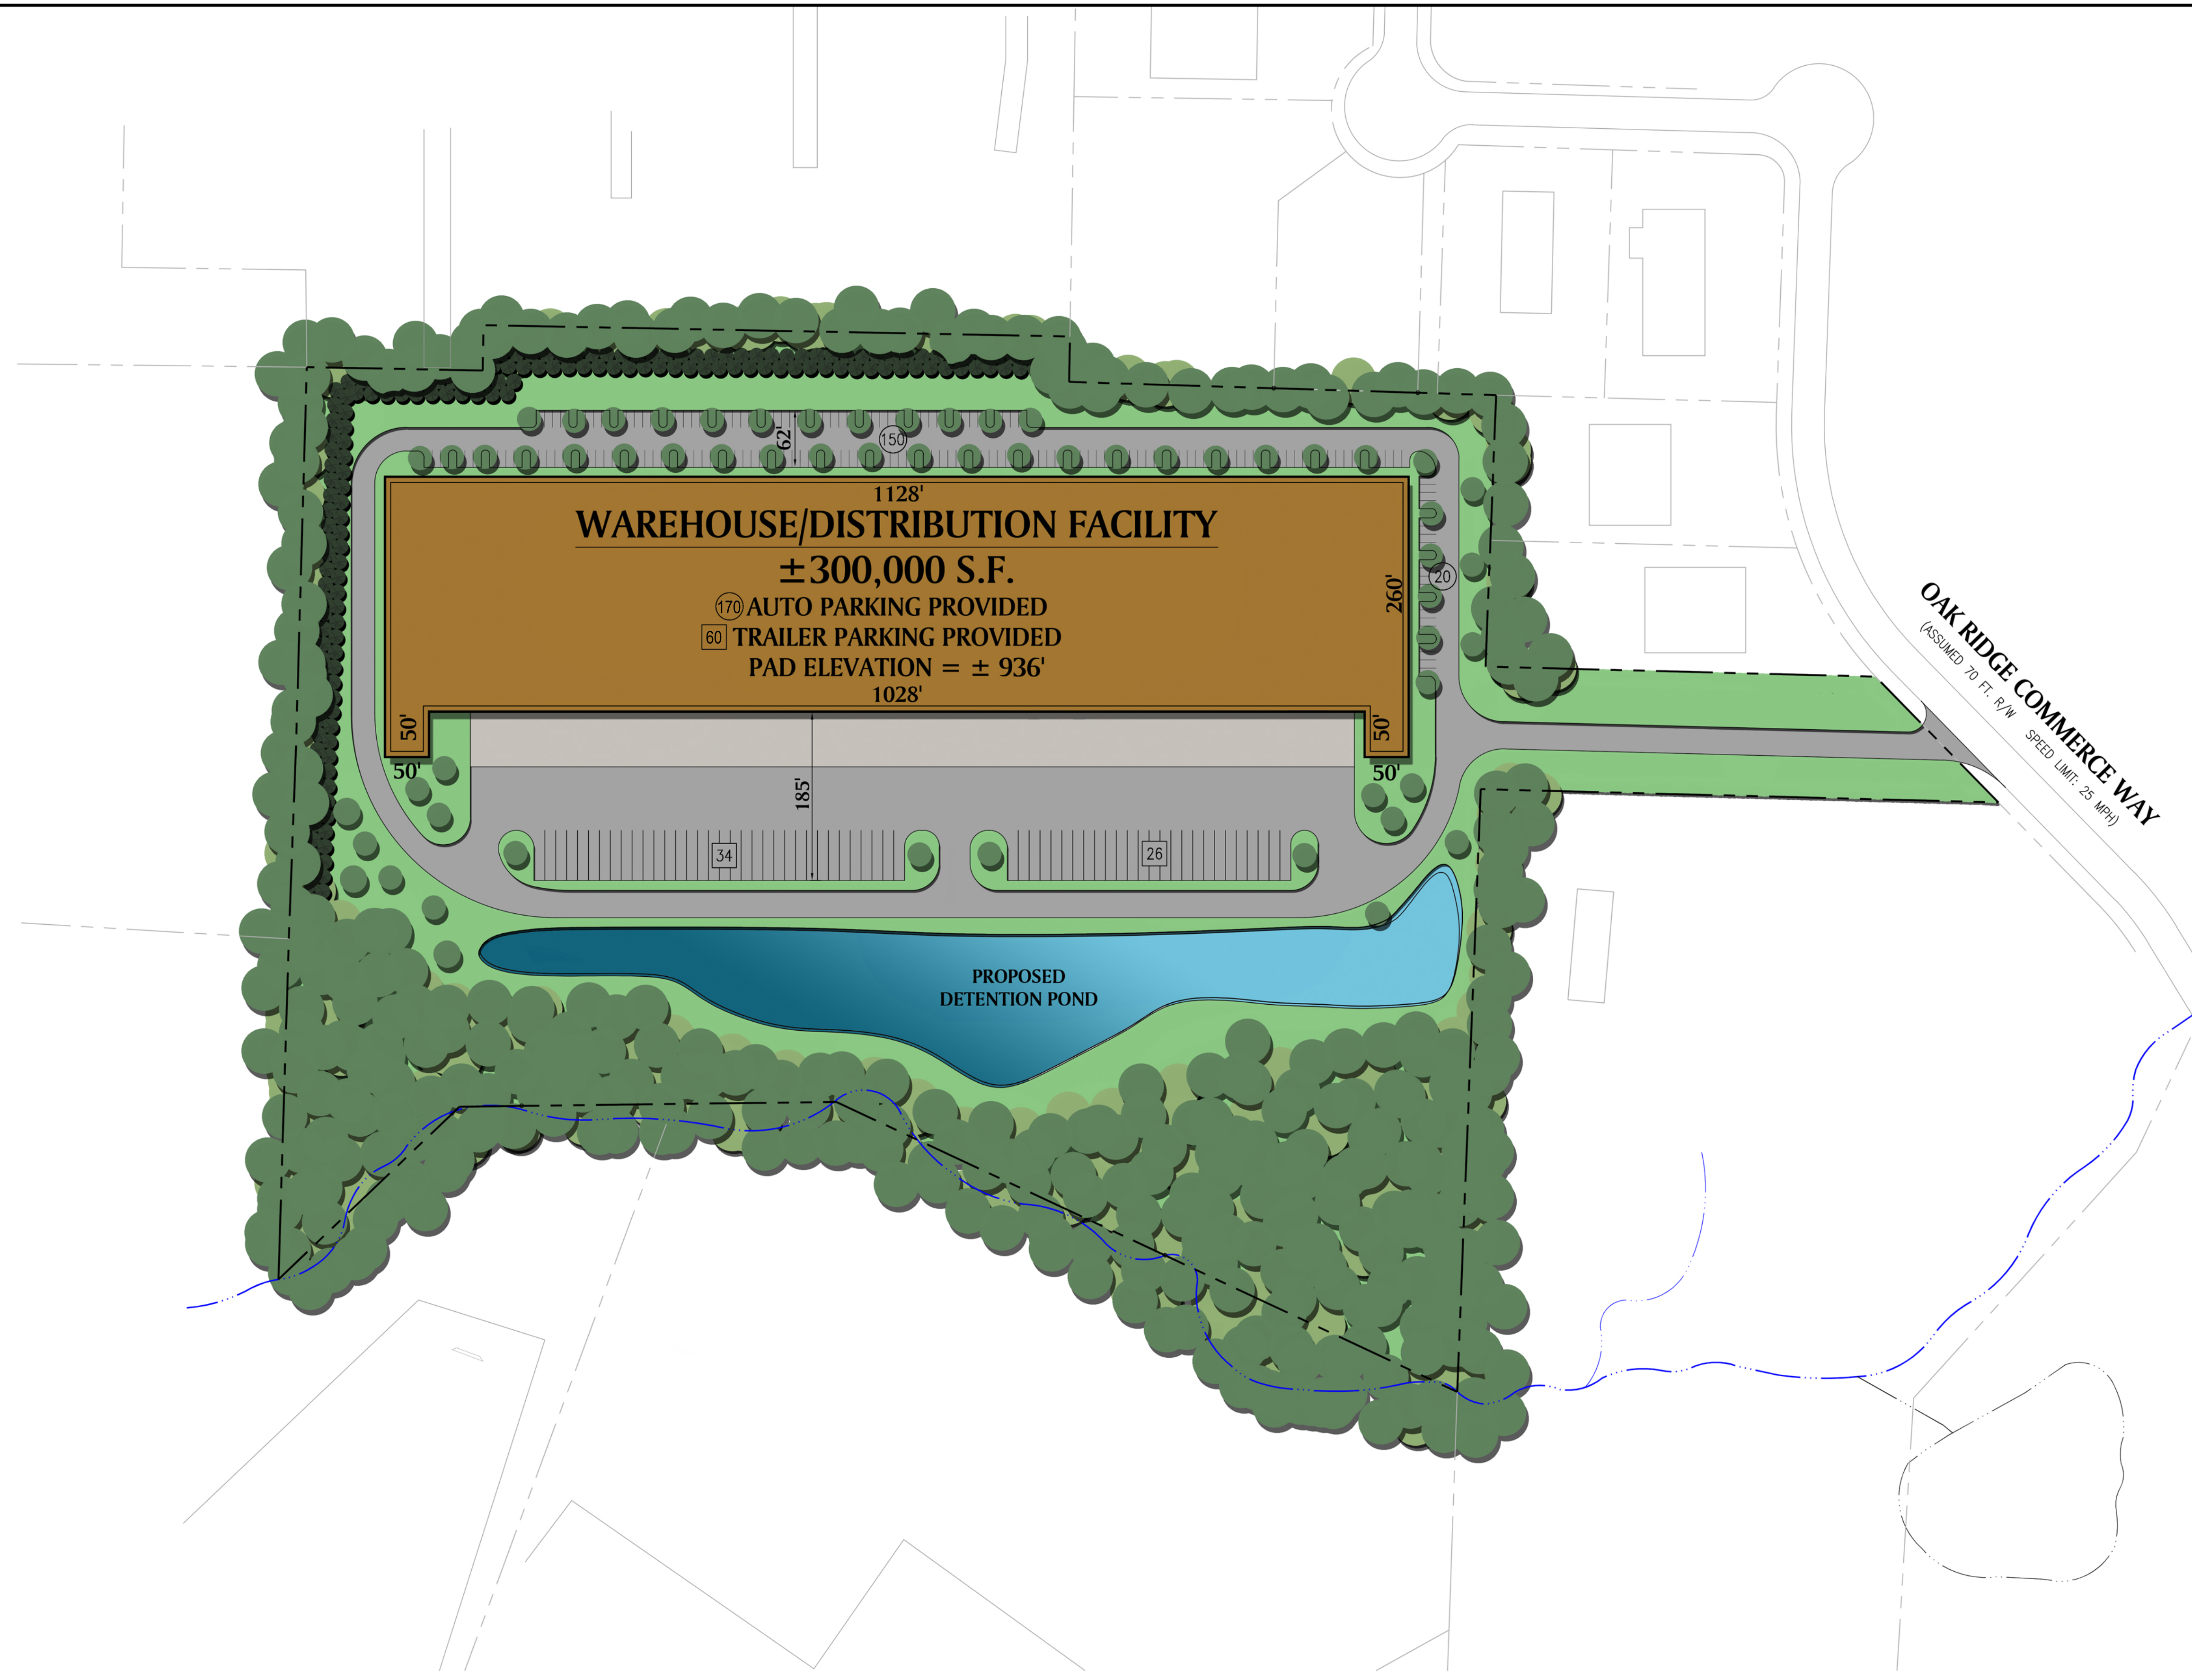 62'
150
1128'
WAREHOUSE/DISTRIBUTION FACILITY
±300,000 S.F.
170 AUTO PARKING PROVIDED
60 TRAILER PARKING PROVIDED
PAD ELEVATION = ± 936'
1028'
260'
20
50'
50'
50'
50'
185'
34
26
PROPOSED
DETENTION POND
OAK RIDGE COMMERCE WAY
(ASSUMED 70 FT. R/W SPEED LIMIT: 25 MPH)